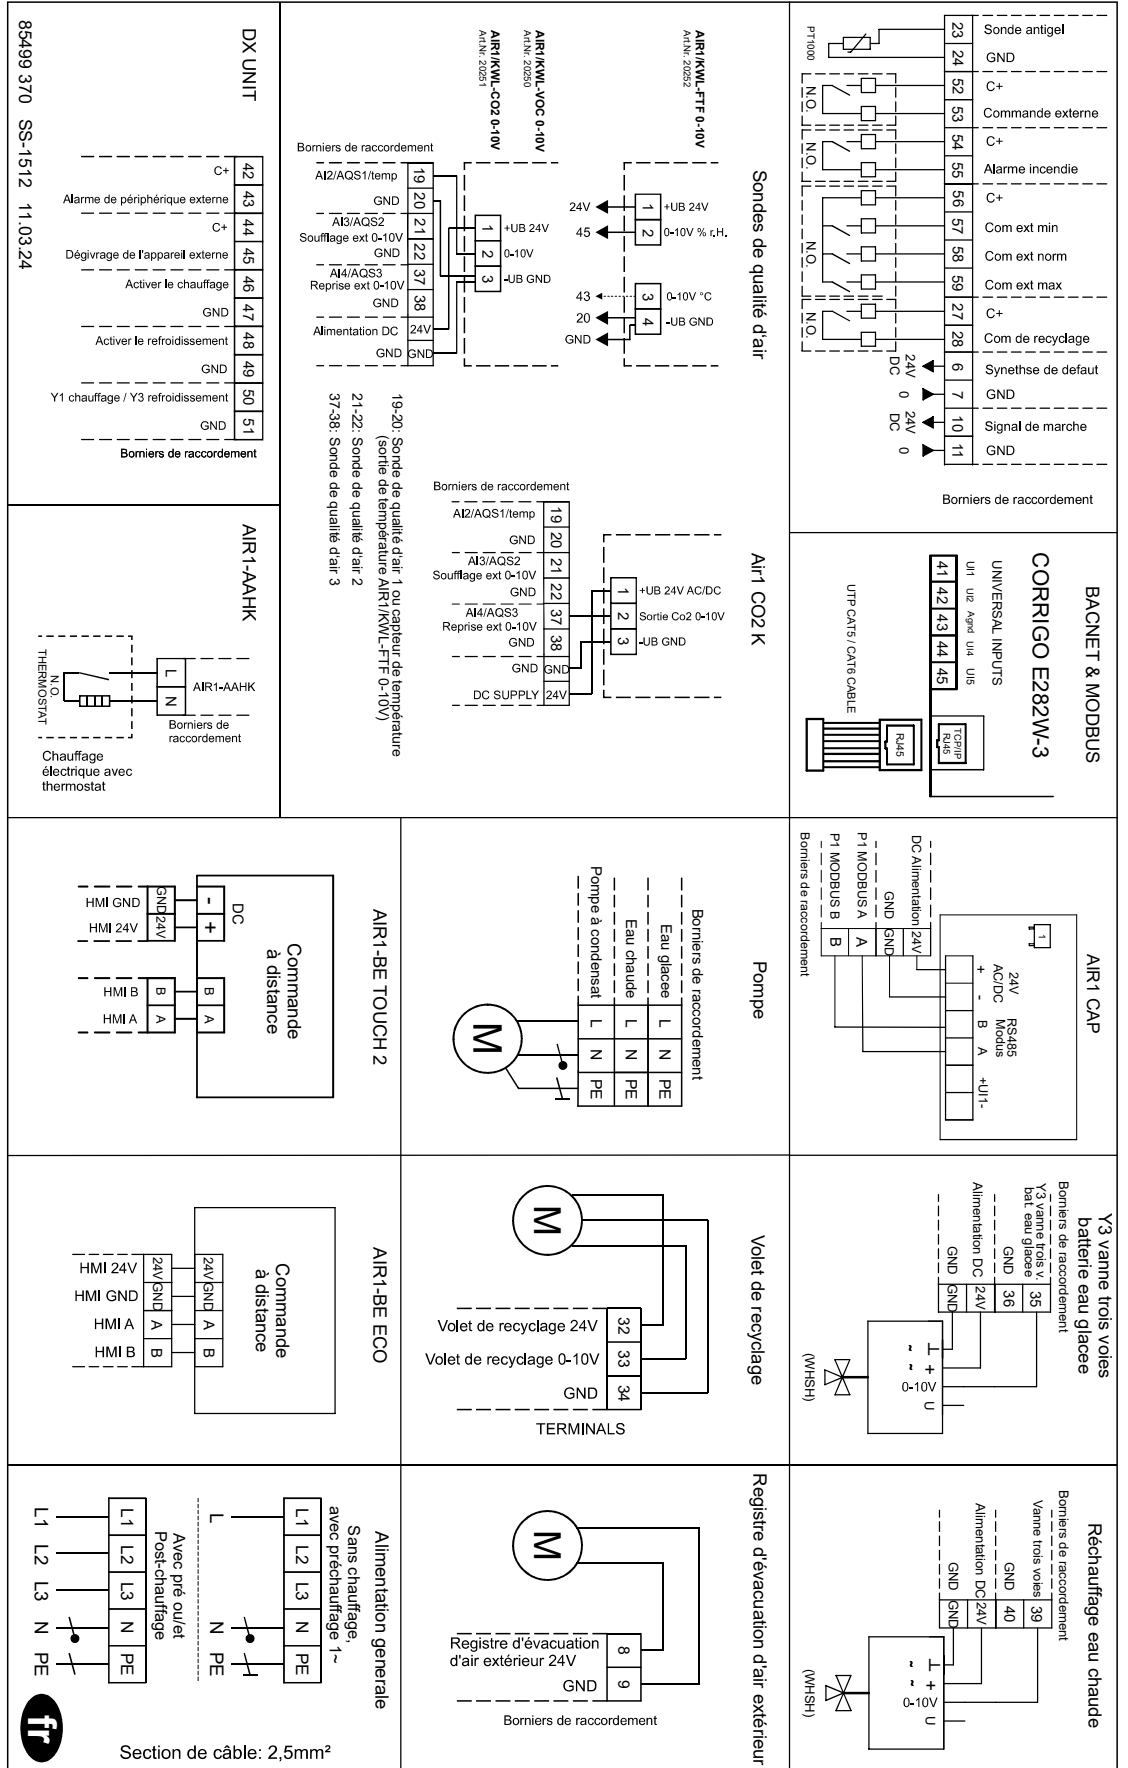 23 Sonde antigel
24 GND
PT1000
52 C+
53 Commande externe
N.O.
54 C+
55 Alarme incendie
N.O.
56 C+
57 Com ext min
58 Com ext norm
59 Com ext max
N.O.
27 C+
28 Com de recyclage
N.O.
6 Synethse de defaut
7 GND
24V
DC 0
10 Signal de marche
11 GND
24V
DC 0
Borniers de raccordement
BACNET & MODBUS
CORRIGO E282W-3
UNIVERSAL INPUTS
UI1 UI2 Agnd UI4 UI5
41 42 43 44 45
TCP/IP
RJ45
RJ45
UTP CAT5 / CAT6 CABLE
AIR1 CAP
1
24V
AC/DC
RS485
Modus
+ - B A +UI1-
DC Alimentation 24V
GND GND
P1 MODBUS A A
P1 MODBUS B B
Borniers de raccordement
Y3 vanne trois voies
batterie eau glacee
Borniers de raccordement
Y3 vanne trois v.
bat. eau glacee 35
GND 36
Alimentation DC 24V
GND GND
⊥
~ +
~ 0-10V
U
(WHSH)
Réchauffage eau chaude
Borniers de raccordement
Vanne trois voies 39
GND 40
Alimentation DC 24V
GND GND
⊥
~ +
~ 0-10V
U
(WHSH)
Sondes de qualité d'air
AIR1/KWL-FTF 0-10V
Art.Nr. 20252
24V 1 +UB 24V
45 2 0-10V % r.H.
43 3 0-10V °C
20 4 -UB GND
GND
AIR1/KWL-VOC 0-10V
Art.Nr. 20250
AIR1/KWL-CO2 0-10V
Art.Nr. 20251
Borniers de raccordement
AI2/AQS1/temp 19
GND 20
AI3/AQS2
Soufflage ext 0-10V 21
GND 22
AI4/AQS3
Reprise ext 0-10V 37
GND 38
Alimentation DC 24V
GND GND
1 +UB 24V
2 0-10V
3 -UB GND
19-20: Sonde de qualité d'air 1 ou capteur de température
(sortie de température AIR1/KWL-FTF 0-10V)
21-22: Sonde de qualité d'air 2
37-38: Sonde de qualité d'air 3
Air1 CO2 K
Borniers de raccordement
AI2/AQS1/temp 19
GND 20
AI3/AQS2
Soufflage ext 0-10V 21
GND 22
AI4/AQS3
Reprise ext 0-10V 37
GND 38
GND GND
DC SUPPLY 24V
1 +UB 24V AC/DC
2 Sortie Co2 0-10V
3 -UB GND
Pompe
Borniers de raccordement
Eau glacee L N PE
Eau chaude L N PE
Pompe à condensat L N PE
M
Volet de recyclage
M
Volet de recyclage 24V 32
Volet de recyclage 0-10V 33
GND 34
TERMINALS
Registre d'évacuation d'air extérieur
M
Registre d'évacuation
d'air extérieur 24V 8
GND 9
Borniers de raccordement
DX UNIT
C+ 42
Alarme de périphérique externe 43
C+ 44
Dégivrage de l'appareil externe 45
Activer le chauffage 46
GND 47
Activer le refroidissement 48
GND 49
Y1 chauffage / Y3 refroidissement 50
GND 51
Borniers de raccordement
85499 370 SS-1512 11.03.24
AIR1-AAHK
L N
AIR1-AAHK
Borniers de
raccordement
N.O.
THERMOSTAT
Chauffage
électrique avec
thermostat
AIR1-BE TOUCH 2
Commande
à distance
DC
- +
B A
HMI GND GND
HMI 24V 24V
HMI B B
HMI A A
AIR1-BE ECO
Commande
à distance
24V GND A B
HMI 24V 24V
HMI GND GND
HMI A A
HMI B B
Alimentation generale
Sans chauffage,
avec préchauffage 1~
L1 L2 L3 N PE
L N PE
Avec pré ou/et
Post-chauffage
L1 L2 L3 N PE
L1 L2 L3 N PE
Section de câble: 2,5mm²
fr